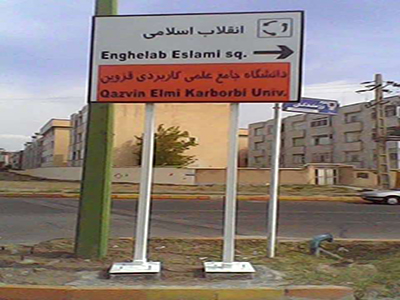 انقلاب اسلامی
Enghelab Eslami sq.
دانشگاه جامع علمی کاربردی قزوین
Qazvin Elmi Karborbi Univ.